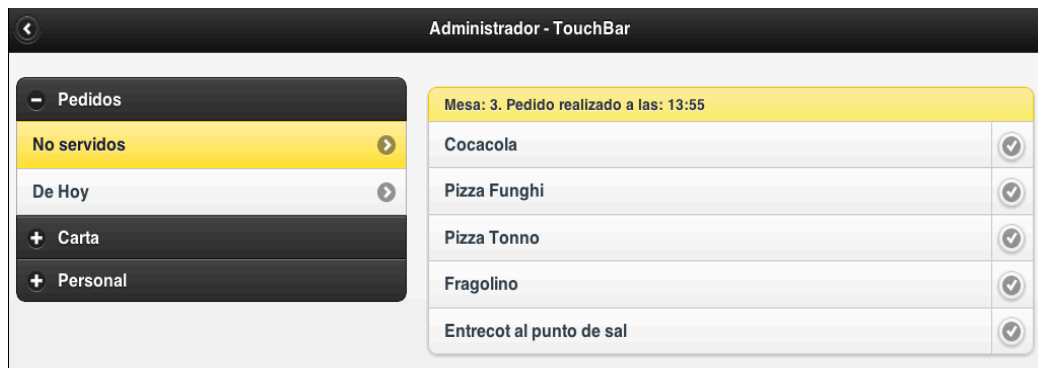 Administrador - TouchBar
Pedidos
No servidos
De Hoy
Carta
Personal
Mesa: 3. Pedido realizado a las: 13:55
Cocacola
Pizza Funghi
Pizza Tonno
Fragolino
Entrecot al punto de sal